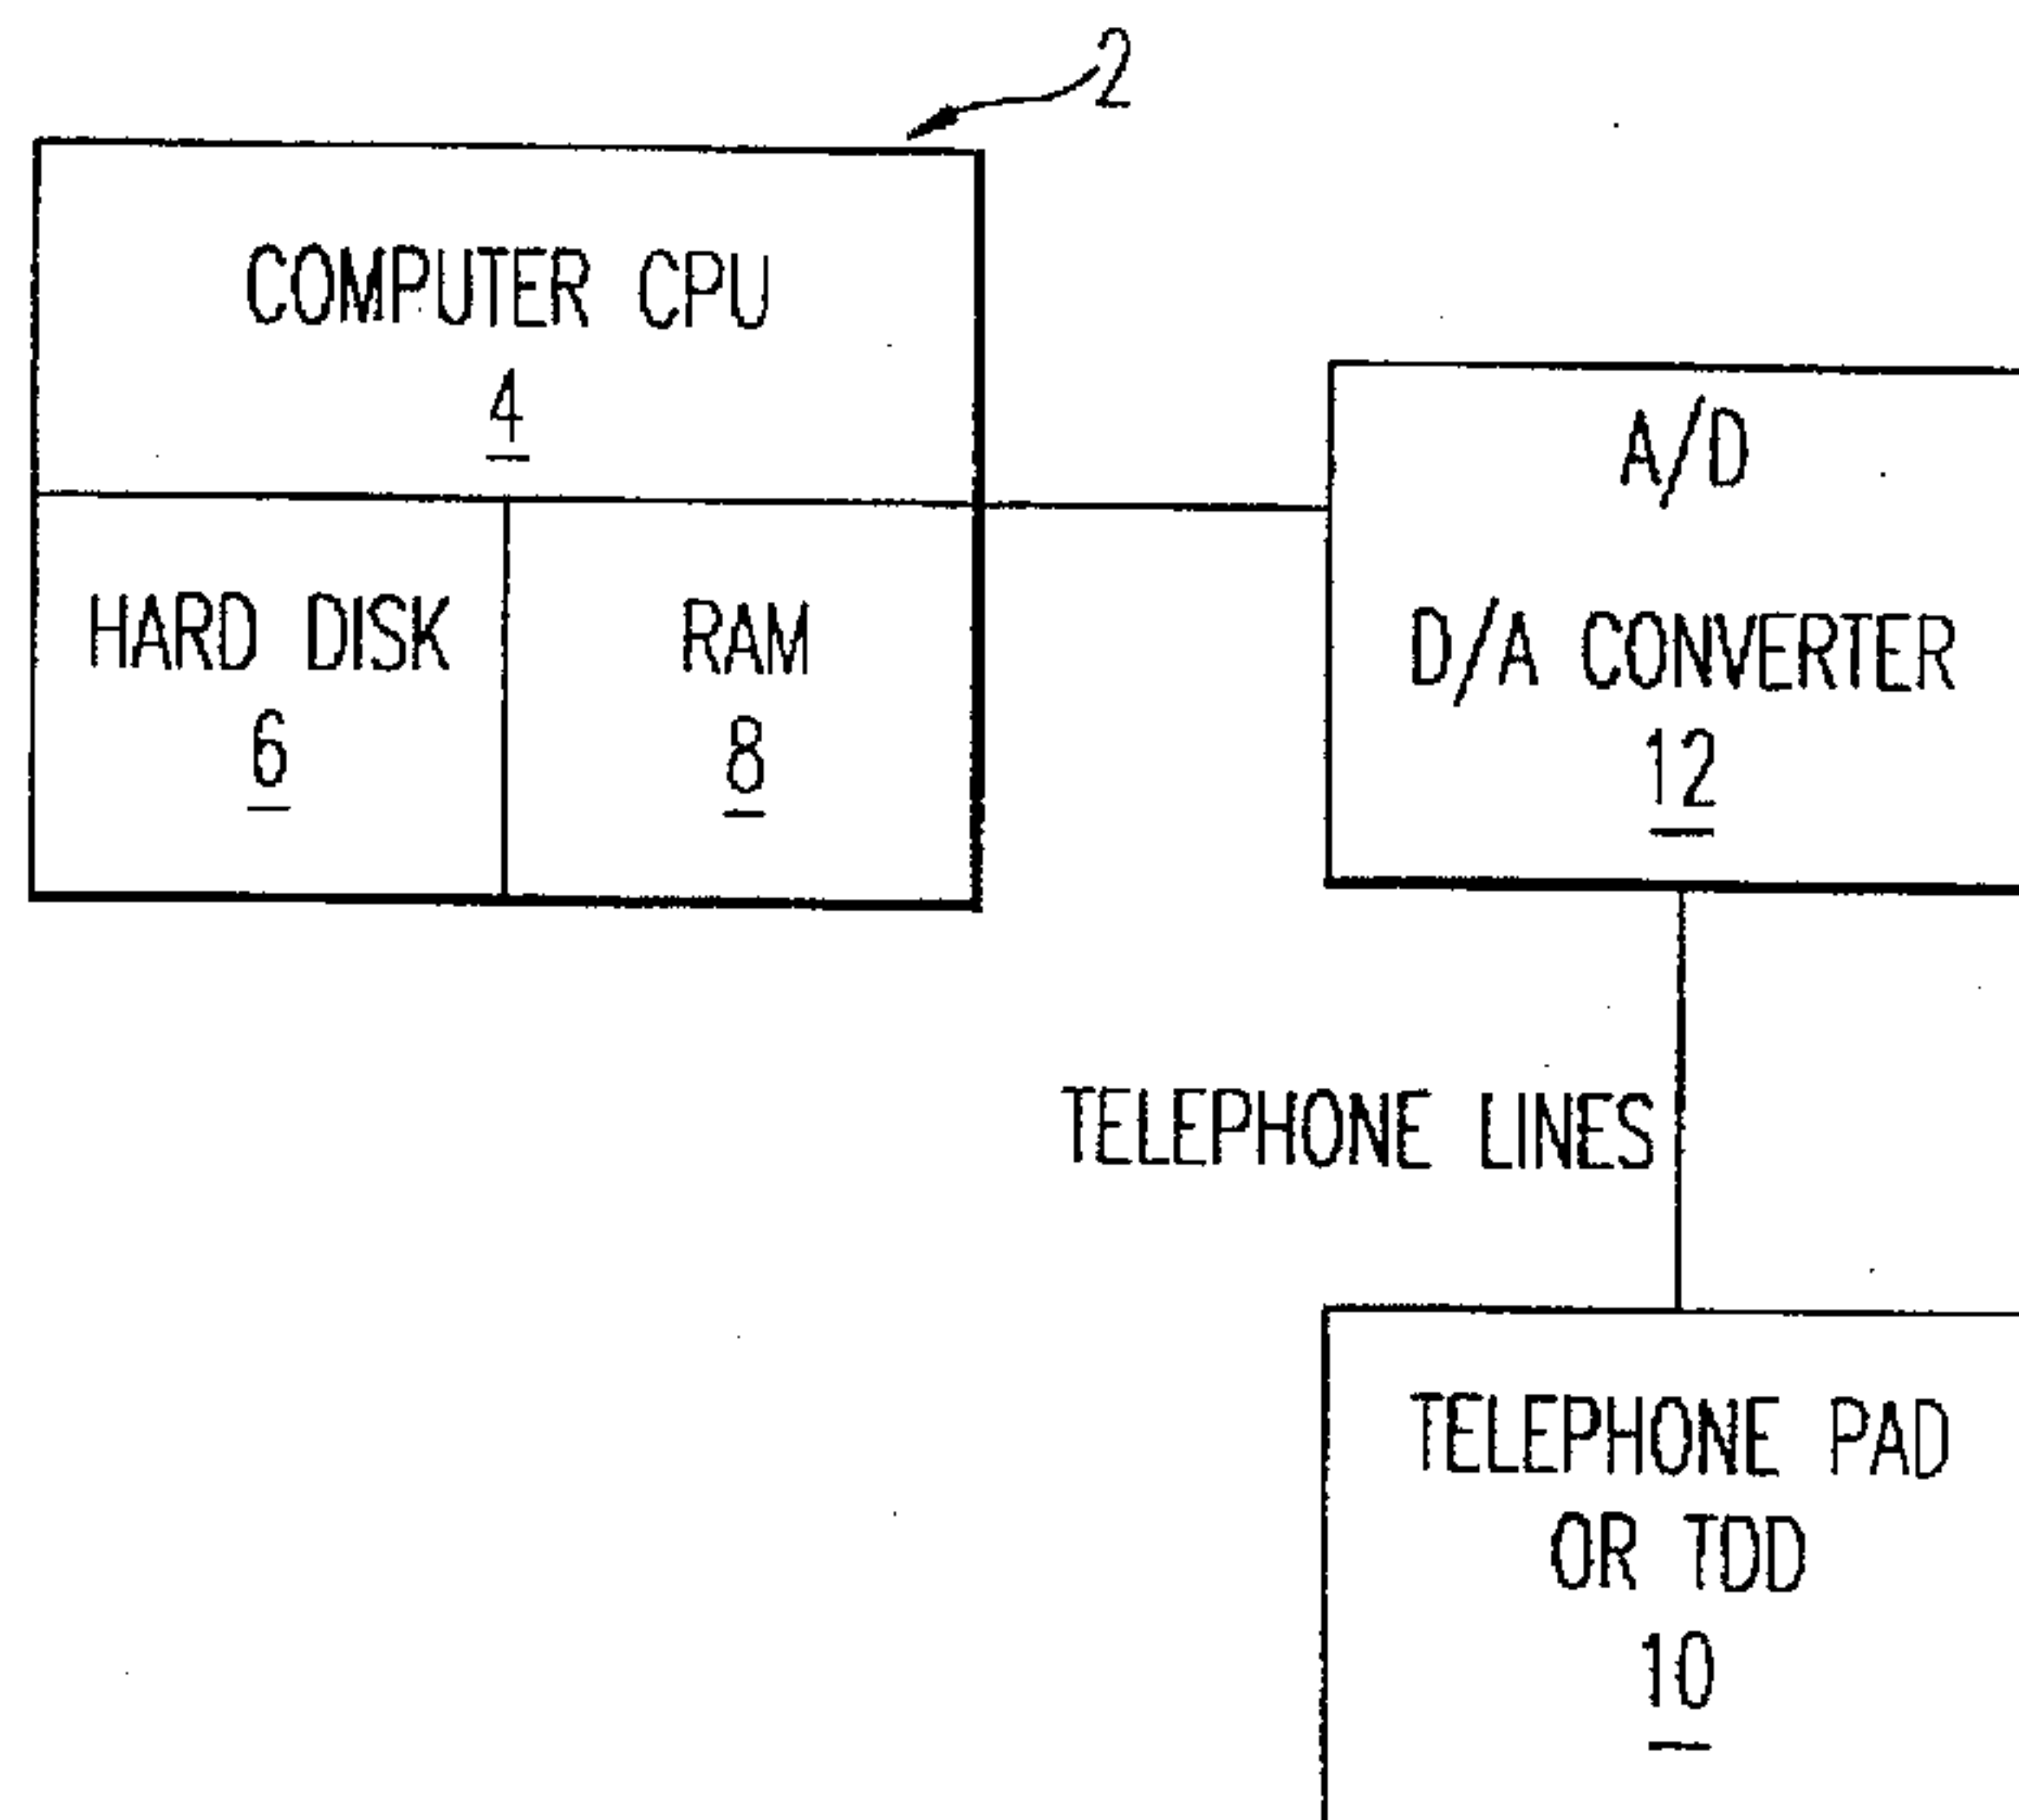 2
COMPUTER CPU
4
HARD DISK
6
RAM
8
A/D
D/A CONVERTER
12
TELEPHONE LINES
TELEPHONE PAD
OR TDD
10